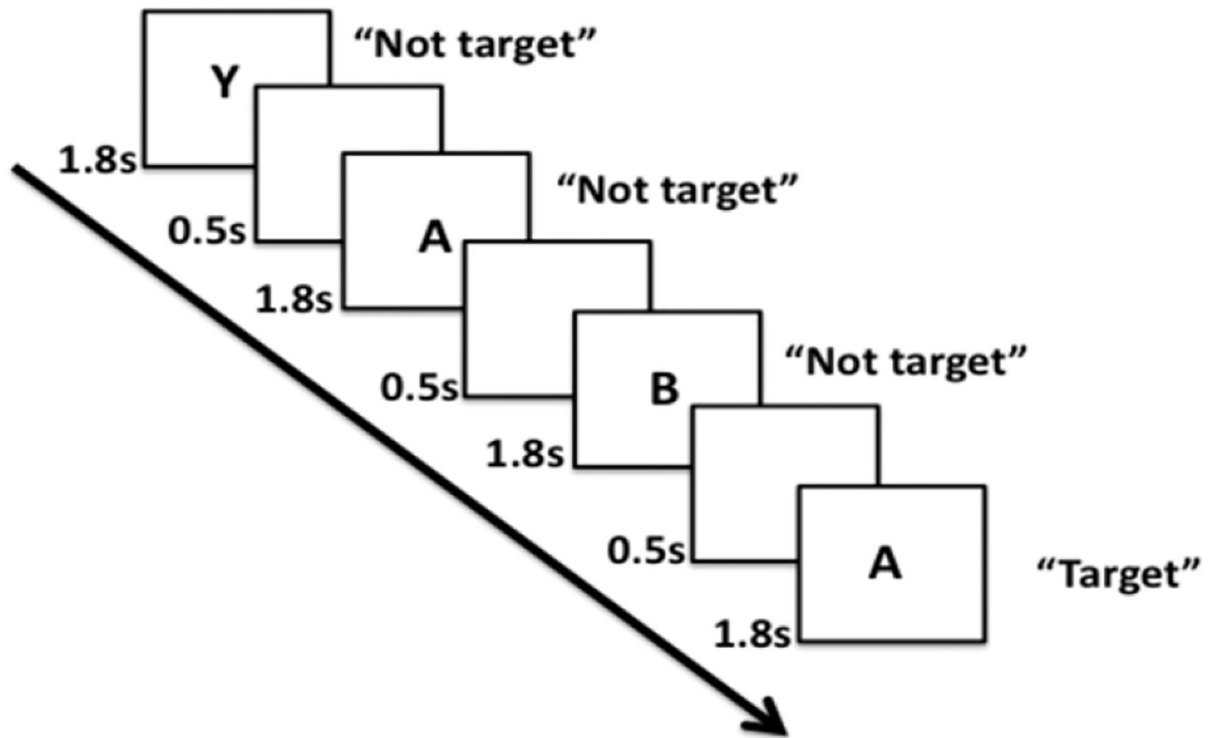 “Not target”
Y
1.8s
“Not target”
0.5s
A
1.8s
“Not target”
0.5s
B
1.8s
0.5s
A
“Target”
1.8s